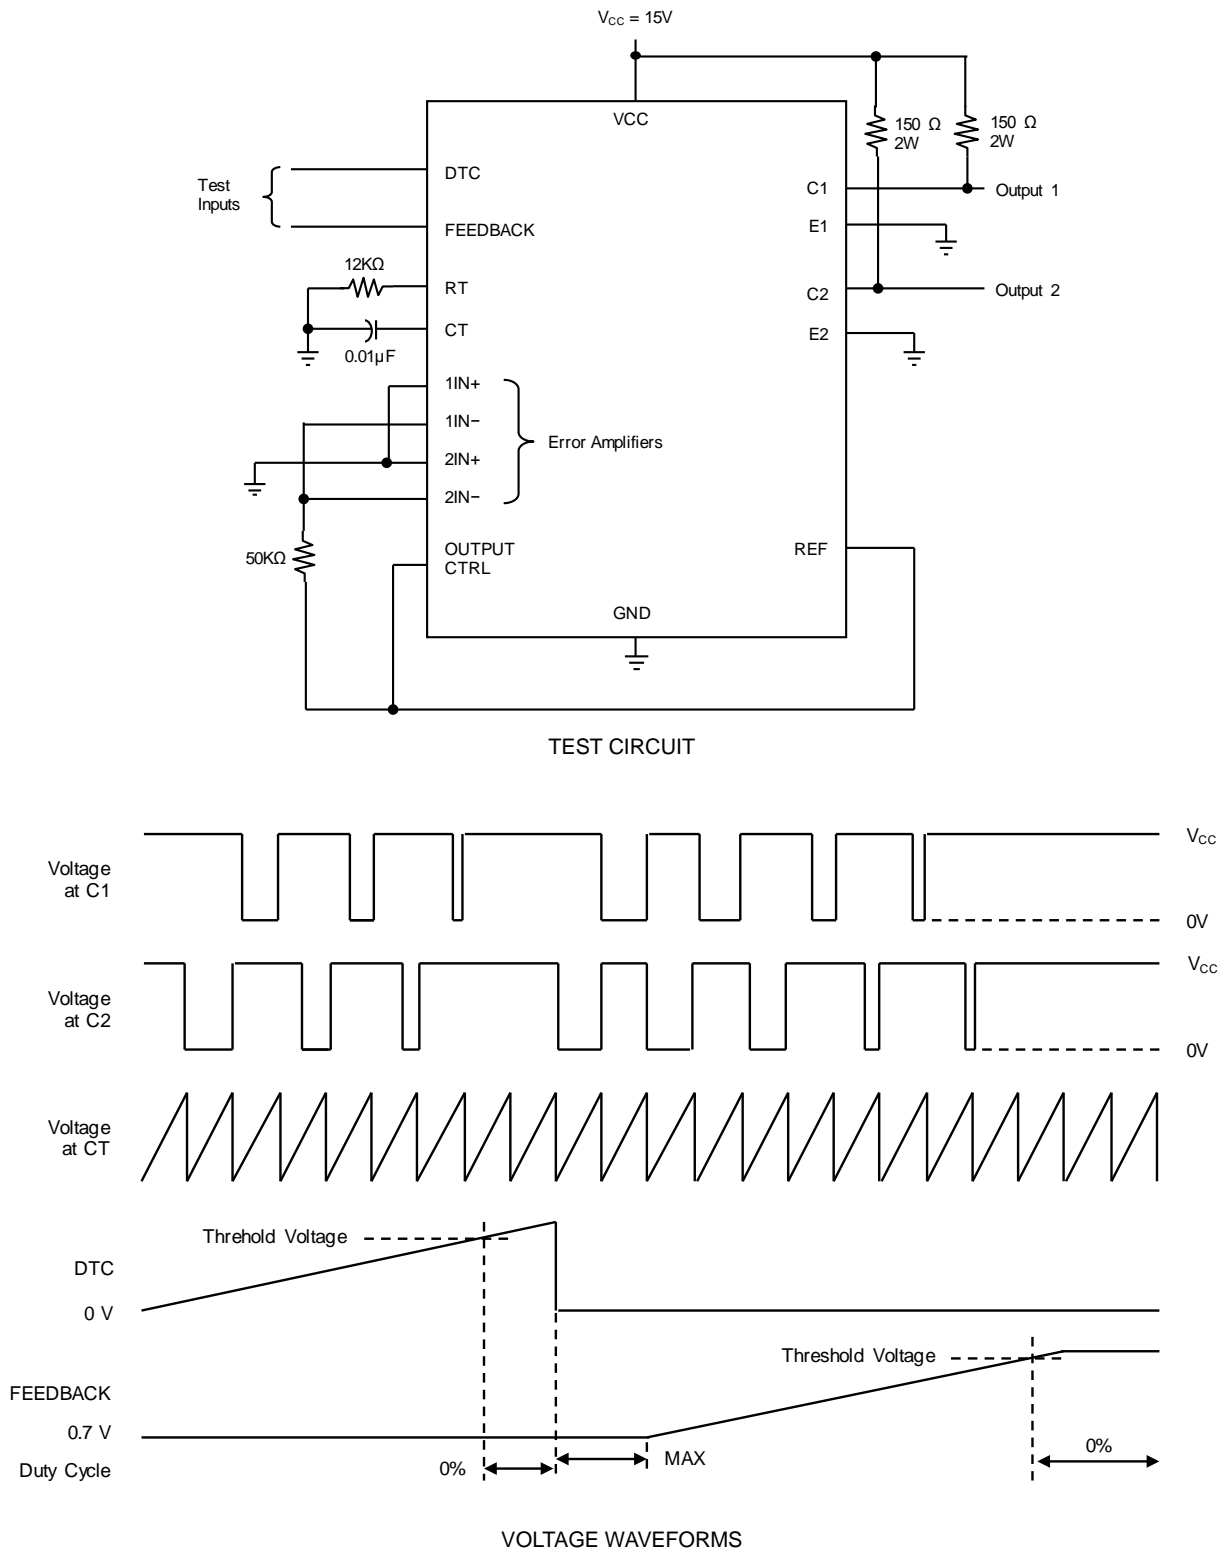 VCC = 15V
VCC
150 Ω
2W
150 Ω
2W
Test
Inputs
DTC
FEEDBACK
C1
Output 1
E1
12KΩ
RT
C2
Output 2
CT
0.01µF
E2
1IN+
1IN−
2IN+
2IN−
Error Amplifiers
50KΩ
OUTPUT
CTRL
REF
GND
TEST CIRCUIT
Voltage
at C1
VCC
0V
Voltage
at C2
VCC
0V
Voltage
at CT
Threhold Voltage
DTC
0 V
Threshold Voltage
FEEDBACK
0.7 V
Duty Cycle
0%
MAX
0%
VOLTAGE WAVEFORMS